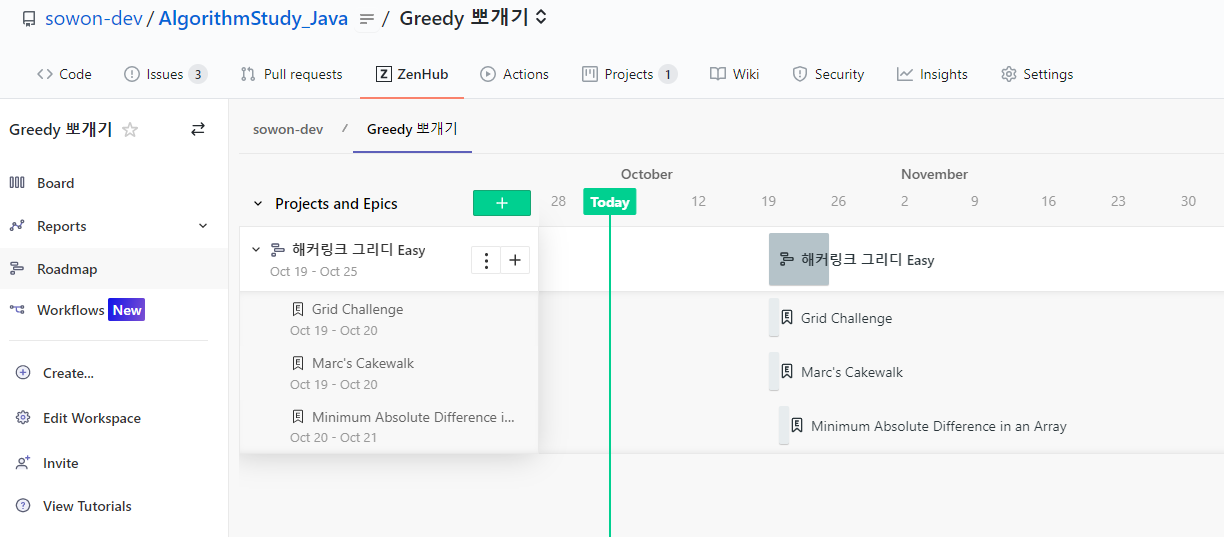 sowon-dev / AlgorithmStudy_Java / Greedy 뽀개기
Code Issues 3 Pull requests ZenHub Actions Projects 1 Wiki Security Insights Settings
Greedy 뽀개기
sowon-dev / Greedy 뽀개기
Board
Reports
Roadmap
Workflows New
Create...
Edit Workspace
Invite
View Tutorials
October November
Projects and Epics + 28 Today 12 19 26 2 9 16 23 30
해커링크 그리디 Easy
Oct 19 - Oct 25
해커링크 그리디 Easy
Grid Challenge
Oct 19 - Oct 20
Grid Challenge
Marc's Cakewalk
Oct 19 - Oct 20
Marc's Cakewalk
Minimum Absolute Difference i...
Oct 20 - Oct 21
Minimum Absolute Difference in an Array